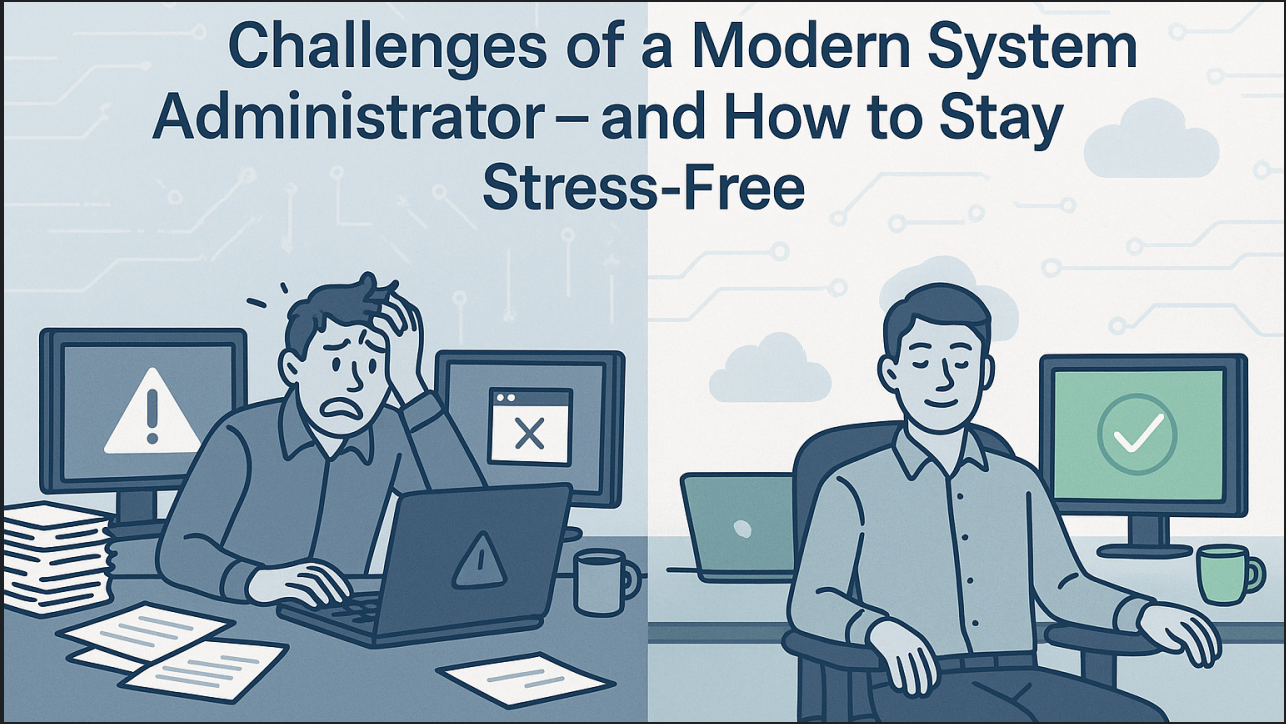 Challenges of a Modern System
Administrator – and How to Stay
Stress-Free